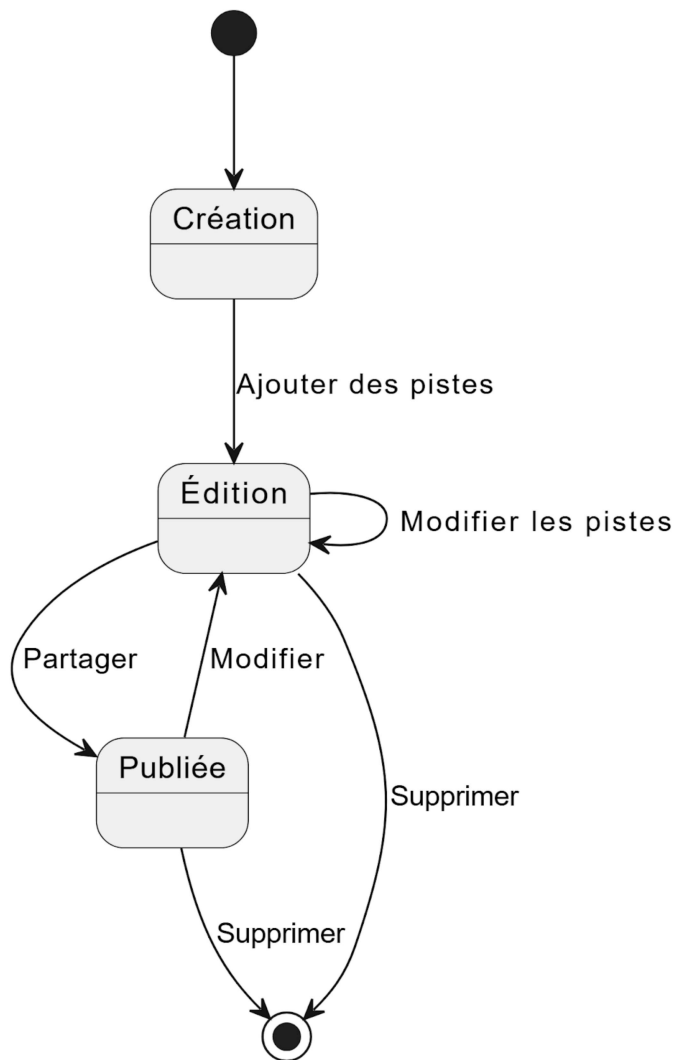 Création
Ajouter des pistes
Édition
Modifier les pistes
Partager
Modifier
Publiée
Supprimer
Supprimer